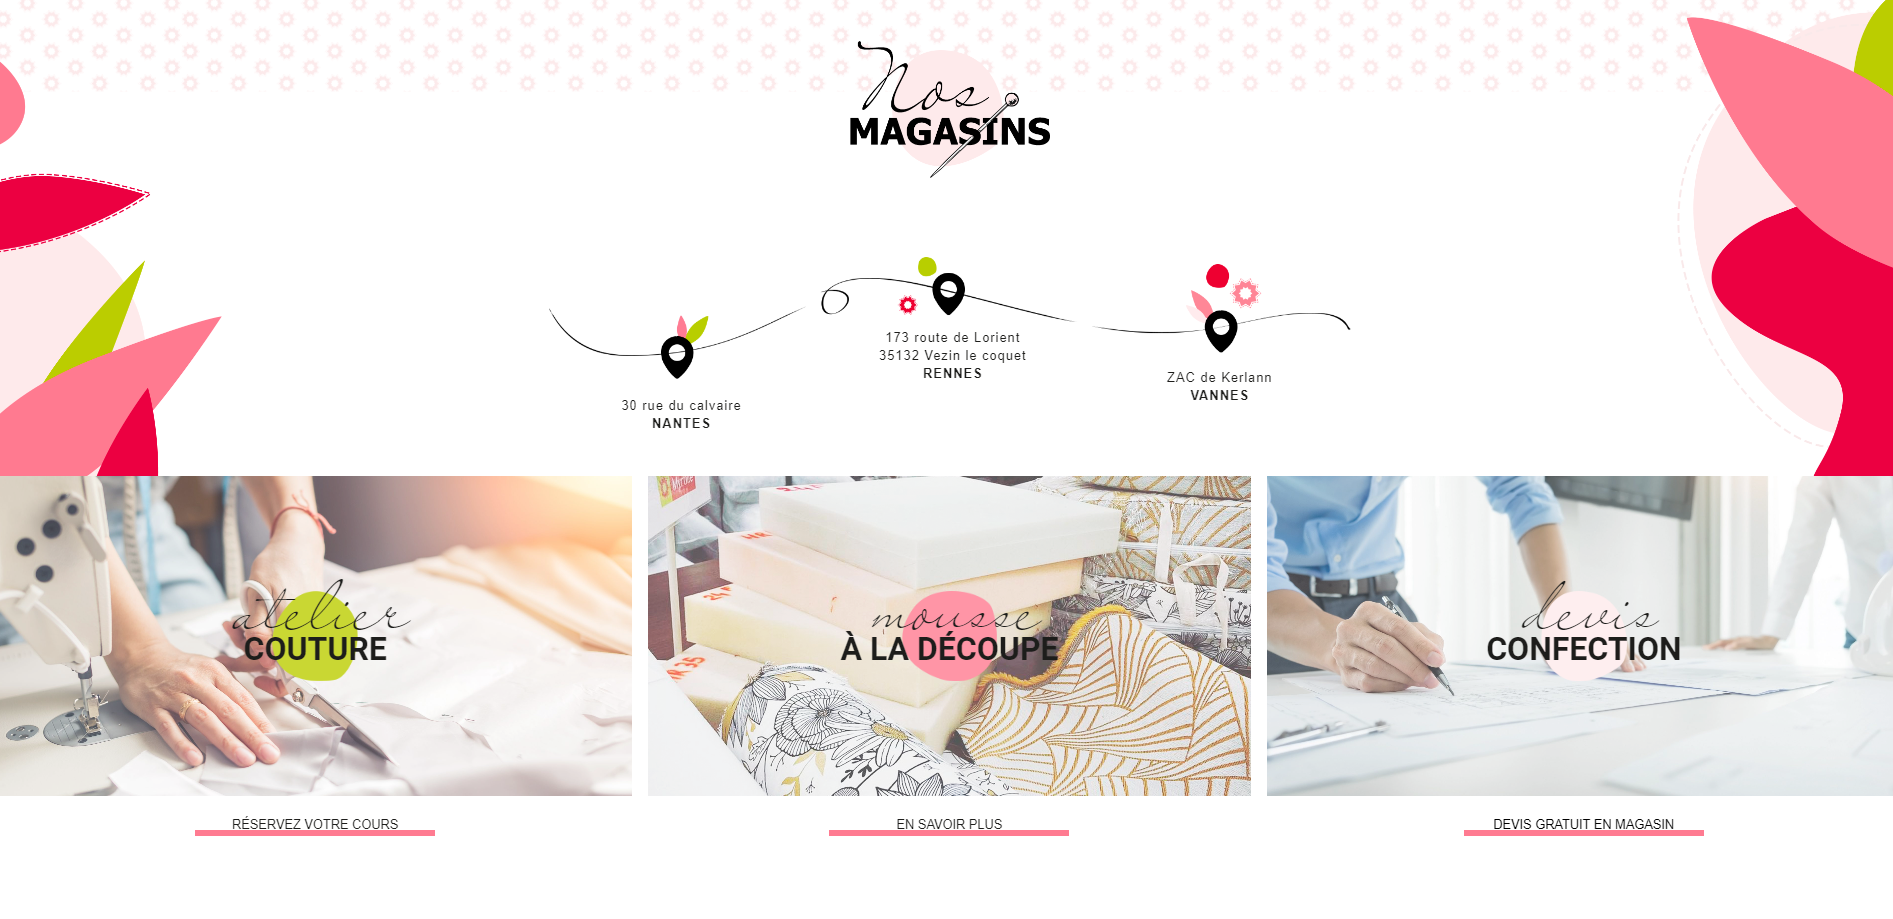 Nos
MAGASINS
173 route de Lorient
35132 Vezin le coquet
RENNES
ZAC de Kerlann
VANNES
30 rue du calvaire
NANTES
atelier
COUTURE
mousse
À LA DÉCOUPE
devis
CONFECTION
RÉSERVEZ VOTRE COURS
EN SAVOIR PLUS
DEVIS GRATUIT EN MAGASIN